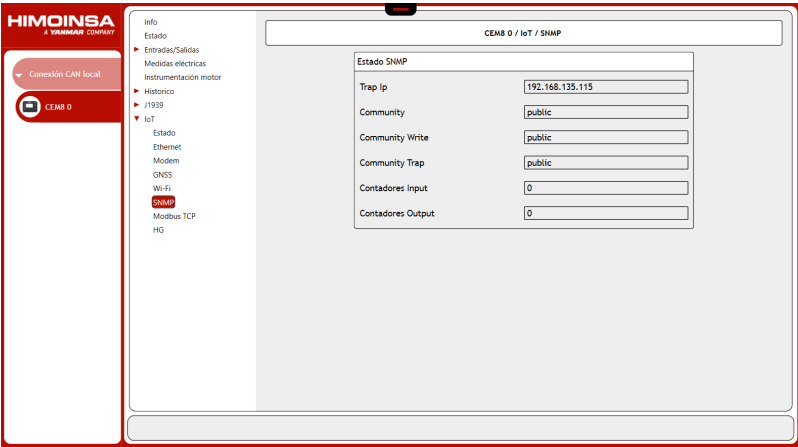 HIMOINSA
A YANMAR COMPANY
Conexión CAN local
CEM8 0
Info
Estado
Entradas/Salidas
Medidas eléctricas
Instrumentación motor
Historico
J1939
IoT
Estado
Ethernet
Modem
GNSS
Wi-Fi
SNMP
Modbus TCP
HG
CEM8 0 / IoT / SNMP
Estado SNMP
Trap Ip 192.168.135.115
Community public
Community Write public
Community Trap public
Contadores Input 0
Contadores Output 0